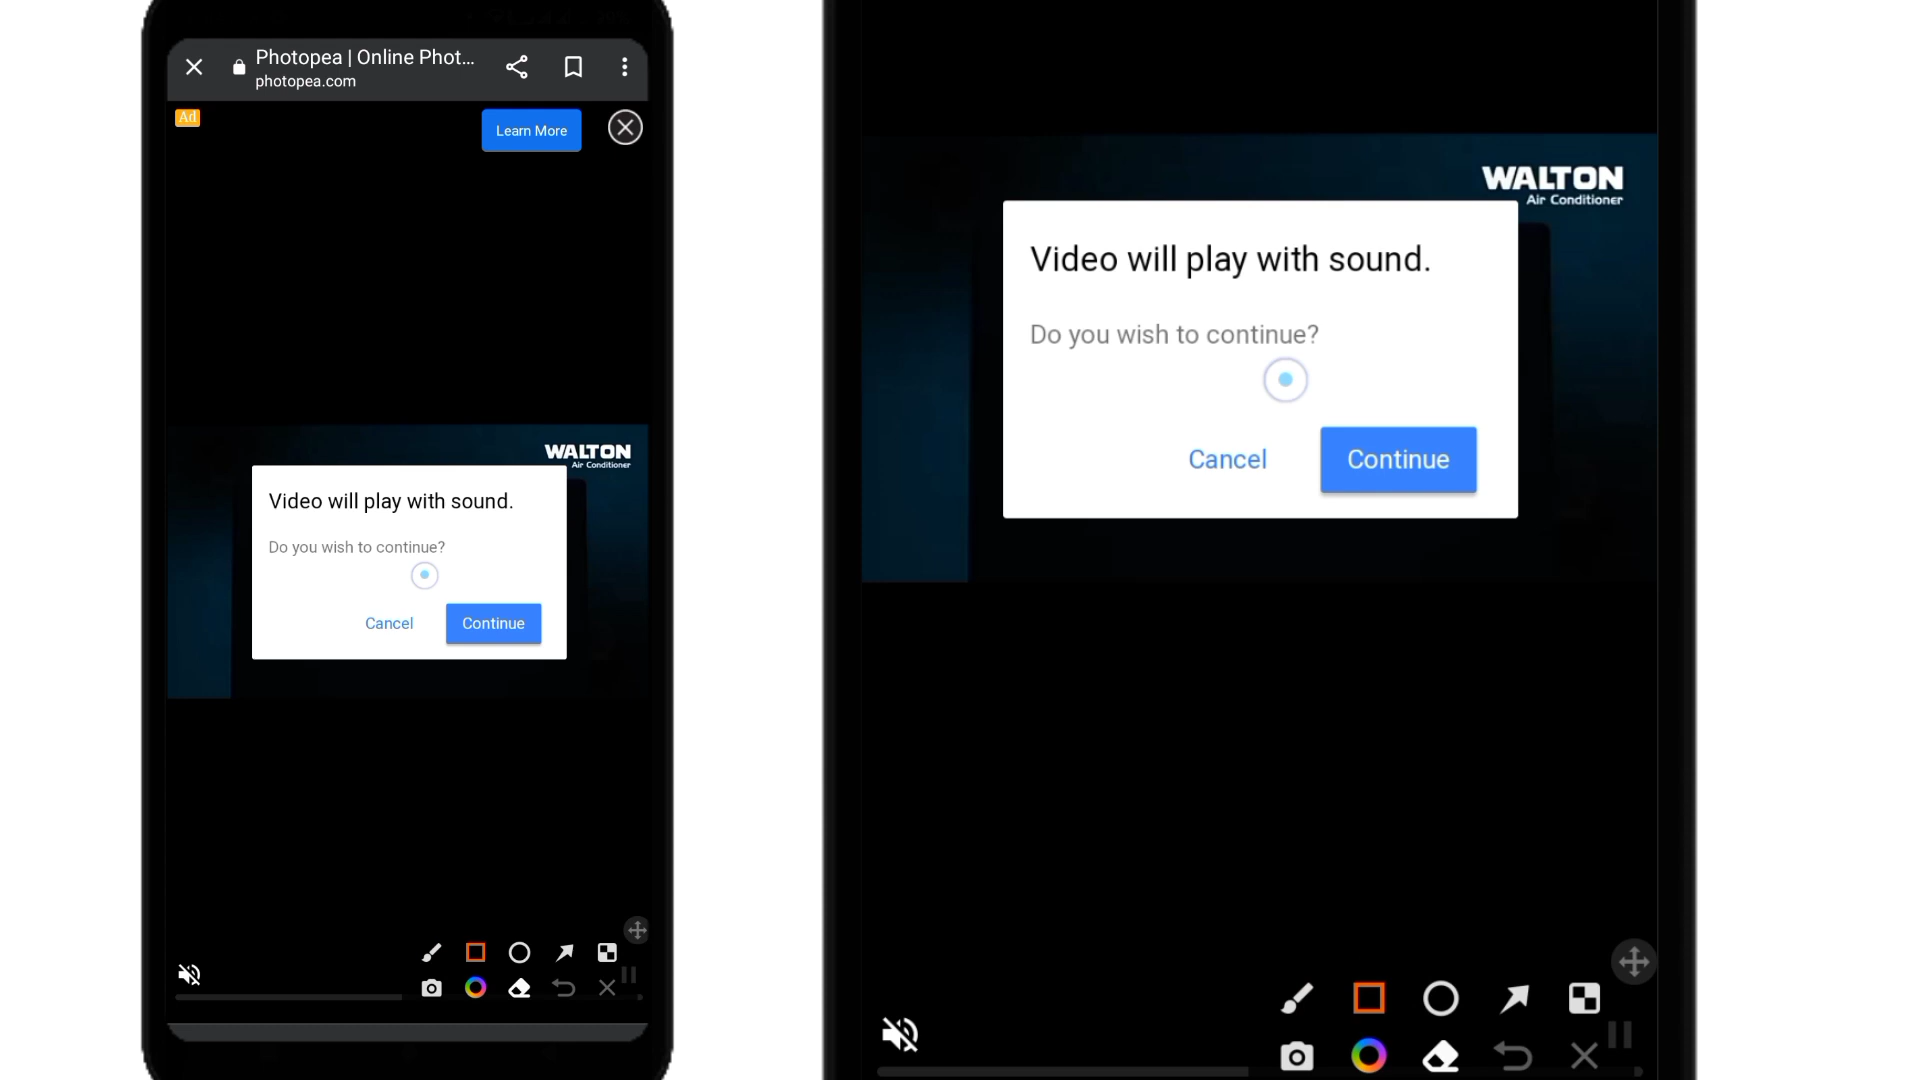 Photopea | Online Phot...
photopea.com
Ad
Learn More
WALTON
Air Conditioner
Video will play with sound.
Do you wish to continue?
Cancel
Continue
WALTON
Air Conditioner
Video will play with sound.
Do you wish to continue?
Cancel
Continue